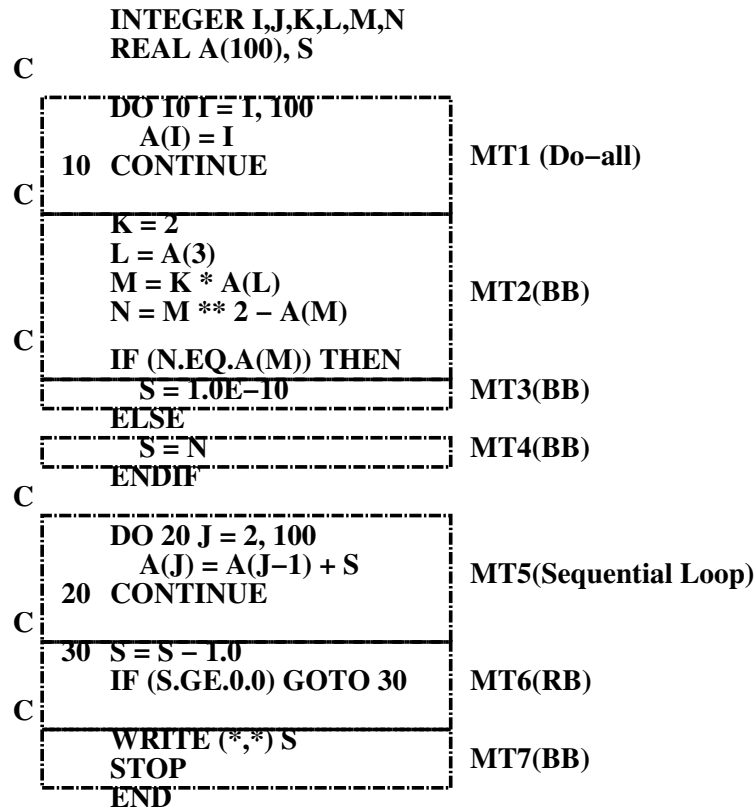 INTEGER I,J,K,L,M,N
REAL A(100), S
C
DO 10 I = 1, 100
A(I) = I
10 CONTINUE
MT1 (Do−all)
C
K = 2
L = A(3)
M = K * A(L)
N = M ** 2 − A(M)
MT2(BB)
C
IF (N.EQ.A(M)) THEN
S = 1.0E−10
MT3(BB)
ELSE
S = N
MT4(BB)
ENDIF
C
DO 20 J = 2, 100
A(J) = A(J−1) + S
20 CONTINUE
MT5(Sequential Loop)
C
30 S = S − 1.0
IF (S.GE.0.0) GOTO 30
MT6(RB)
C
WRITE (*,*) S
STOP
MT7(BB)
END